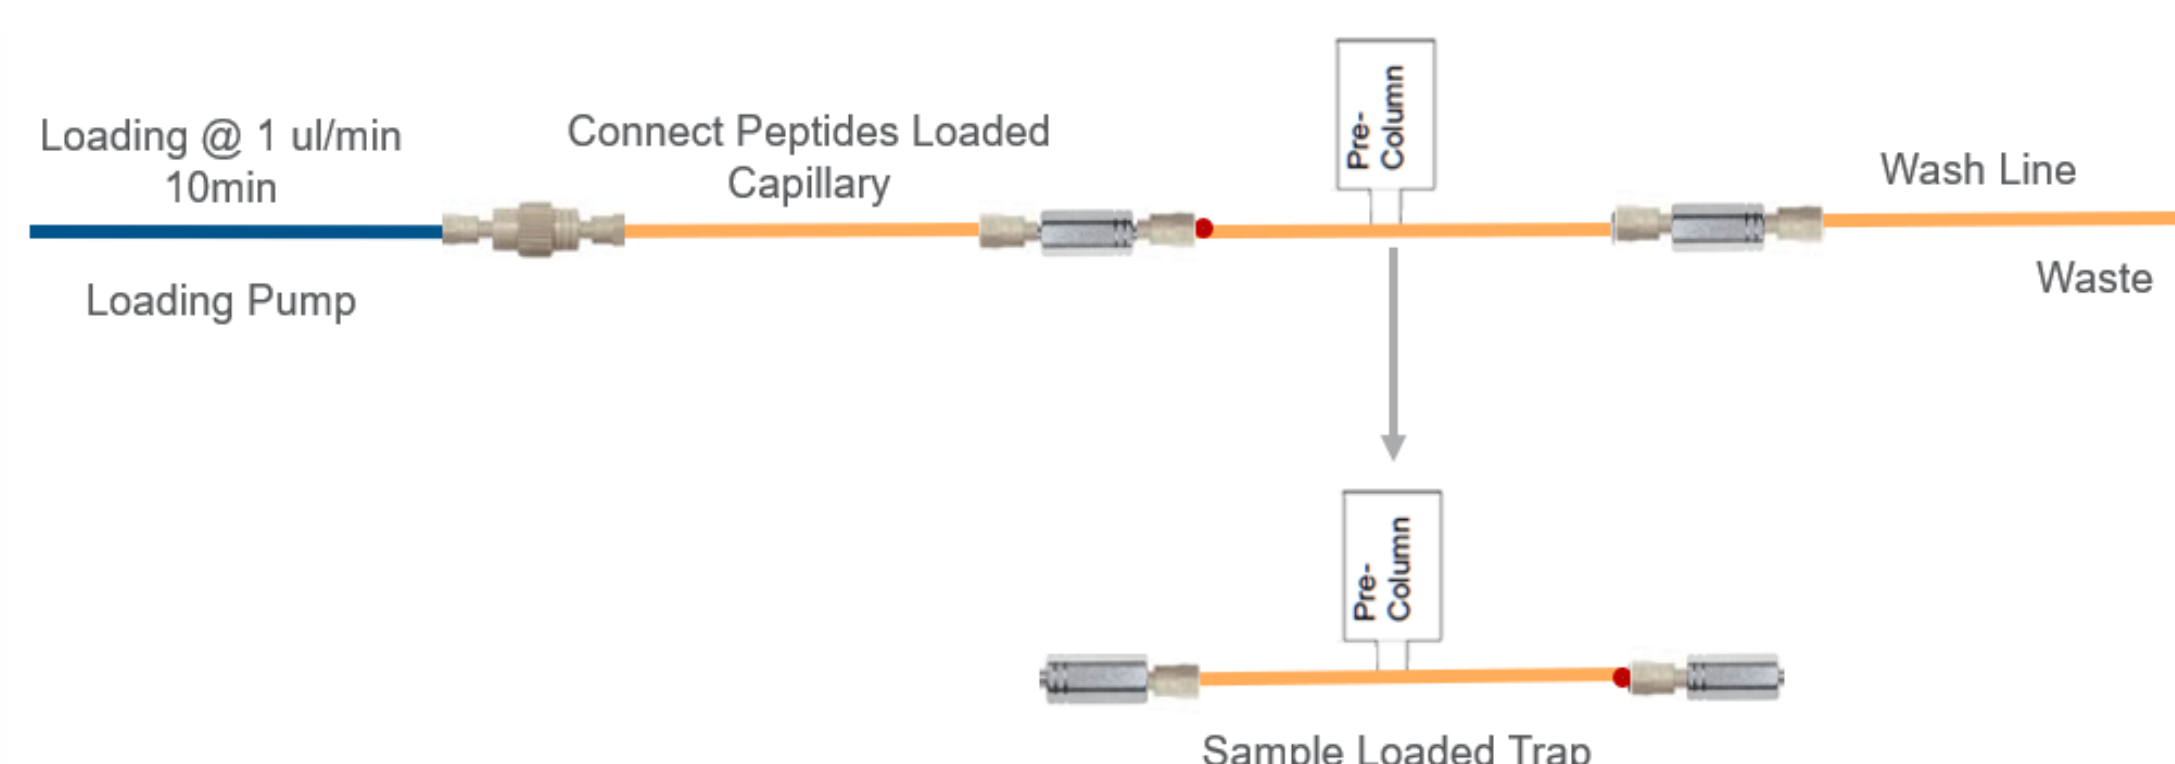 Loading @ 1 ul/min
10min
Loading Pump
Connect Peptides Loaded
Capillary
Pre-
Column
Wash Line
Waste
Pre-
Column
Sample Loaded Trap